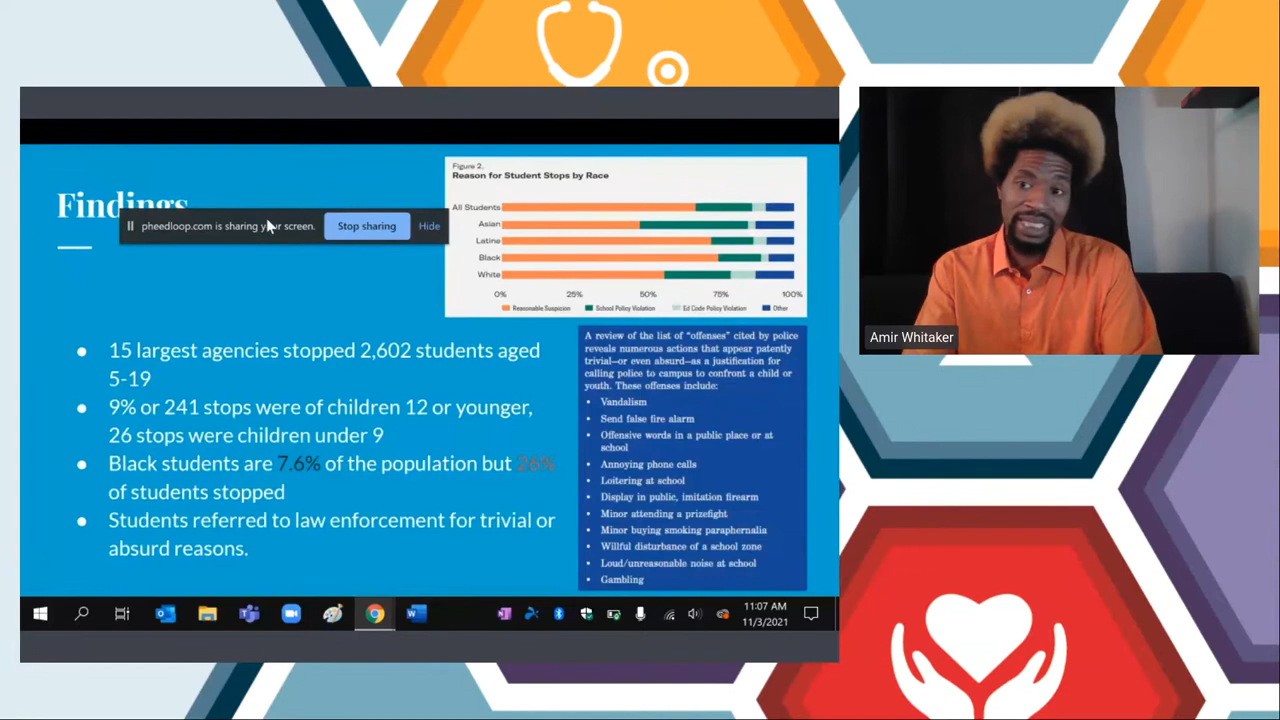 Findings
pheedloop.com is sharing your screen.
Stop sharing
Hide
Figure 2.
Reason for Student Stops by Race
All Students
Asian
Latine
Black
White
0% 25% 50% 75% 100%
Reasonable Suspicion School Policy Violation Ed Code Policy Violation Other
• 15 largest agencies stopped 2,602 students aged
5-19
• 9% or 241 stops were of children 12 or younger,
26 stops were children under 9
• Black students are 7.6% of the population but 26%
of students stopped
• Students referred to law enforcement for trivial or
absurd reasons.
A review of the list of “offenses” cited by police
reveals numerous actions that appear patently
trivial—or even absurd—as a justification for
calling police to campus to confront a child or
youth. These offenses include:
• Vandalism
• Send false fire alarm
• Offensive words in a public place or at
school
• Annoying phone calls
• Loitering at school
• Display in public, imitation firearm
• Minor attending a prizefight
• Minor buying smoking paraphernalia
• Willful disturbance of a school zone
• Loud/unreasonable noise at school
• Gambling
11:07 AM
11/3/2021
Amir Whitaker